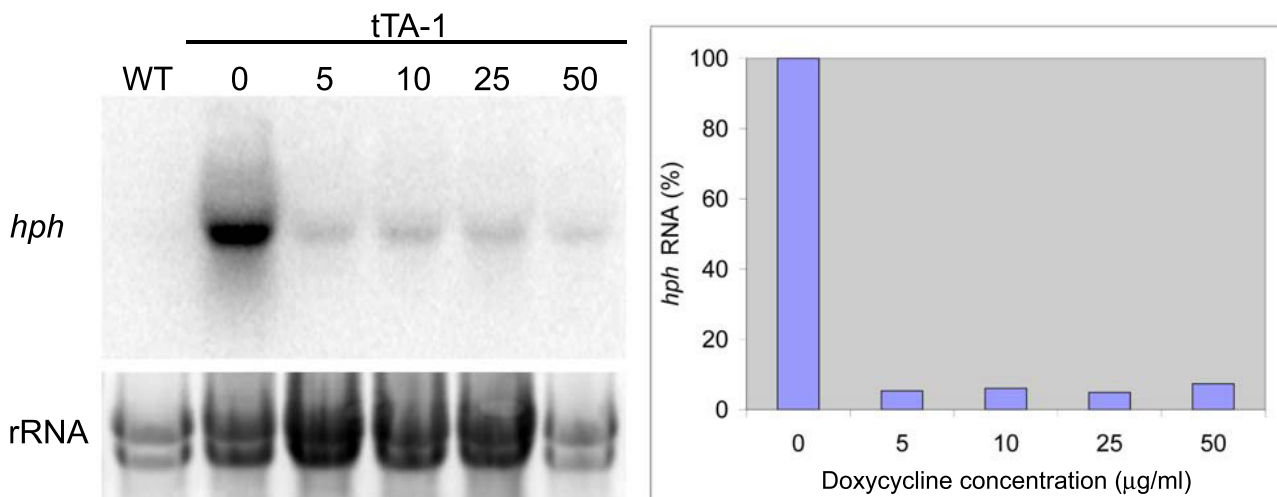 tTA-1
WT 0 5 10 25 50
hph
rRNA
100
80
60
40
20
0
hph RNA (%)
0 5 10 25 50
Doxycycline concentration (μg/ml)